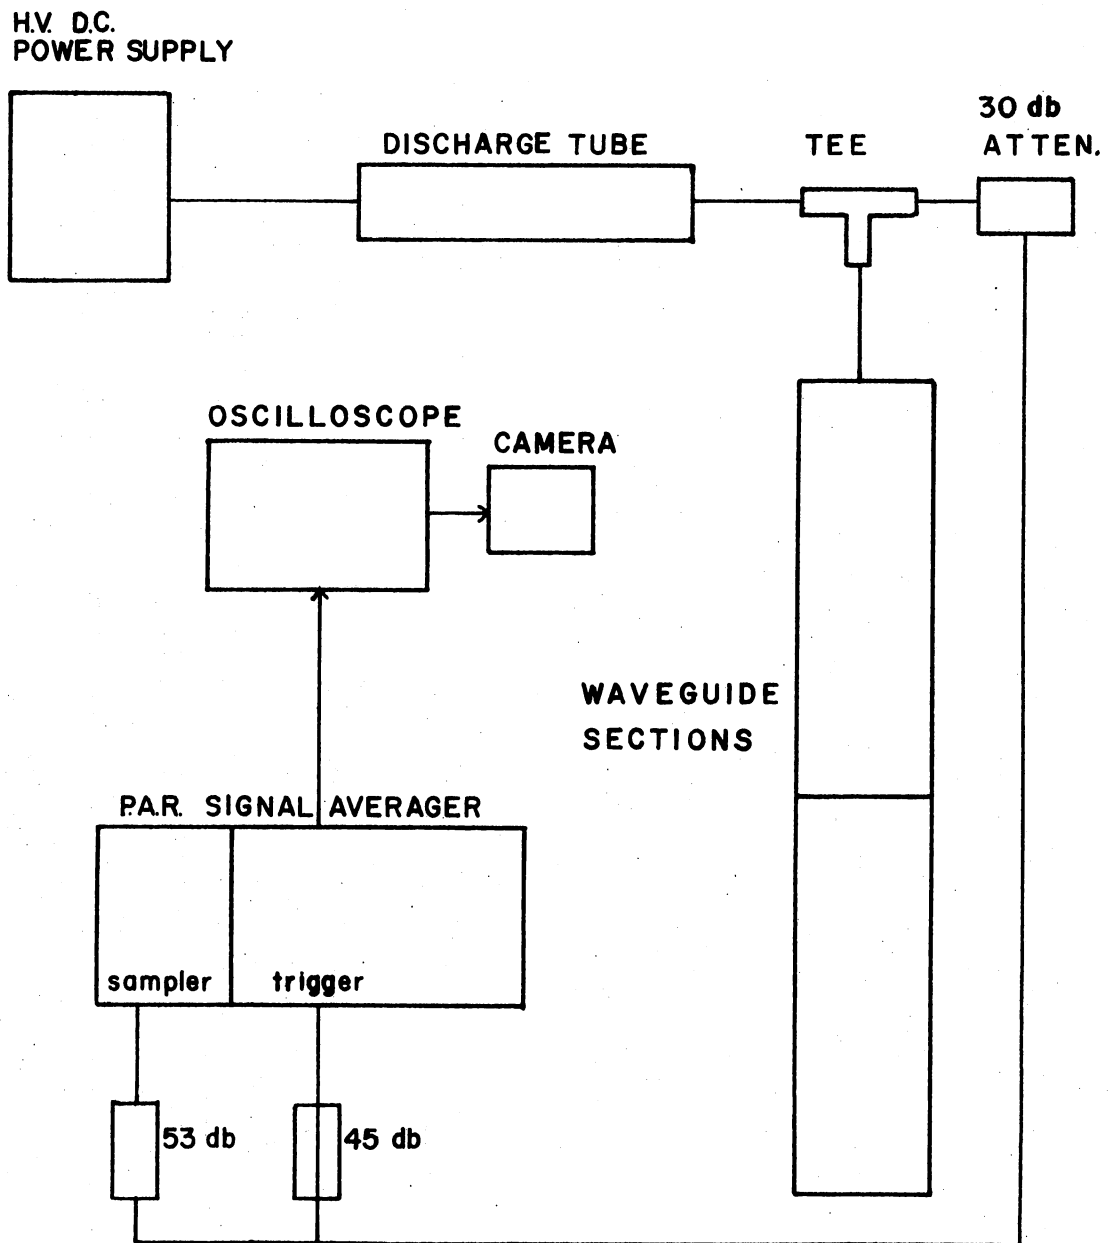 H.V. D.C.
POWER SUPPLY
DISCHARGE TUBE
TEE
30 db
ATTEN.
OSCILLOSCOPE
CAMERA
WAVEGUIDE
SECTIONS
P.A.R. SIGNAL AVERAGER
sampler
trigger
53 db
45 db